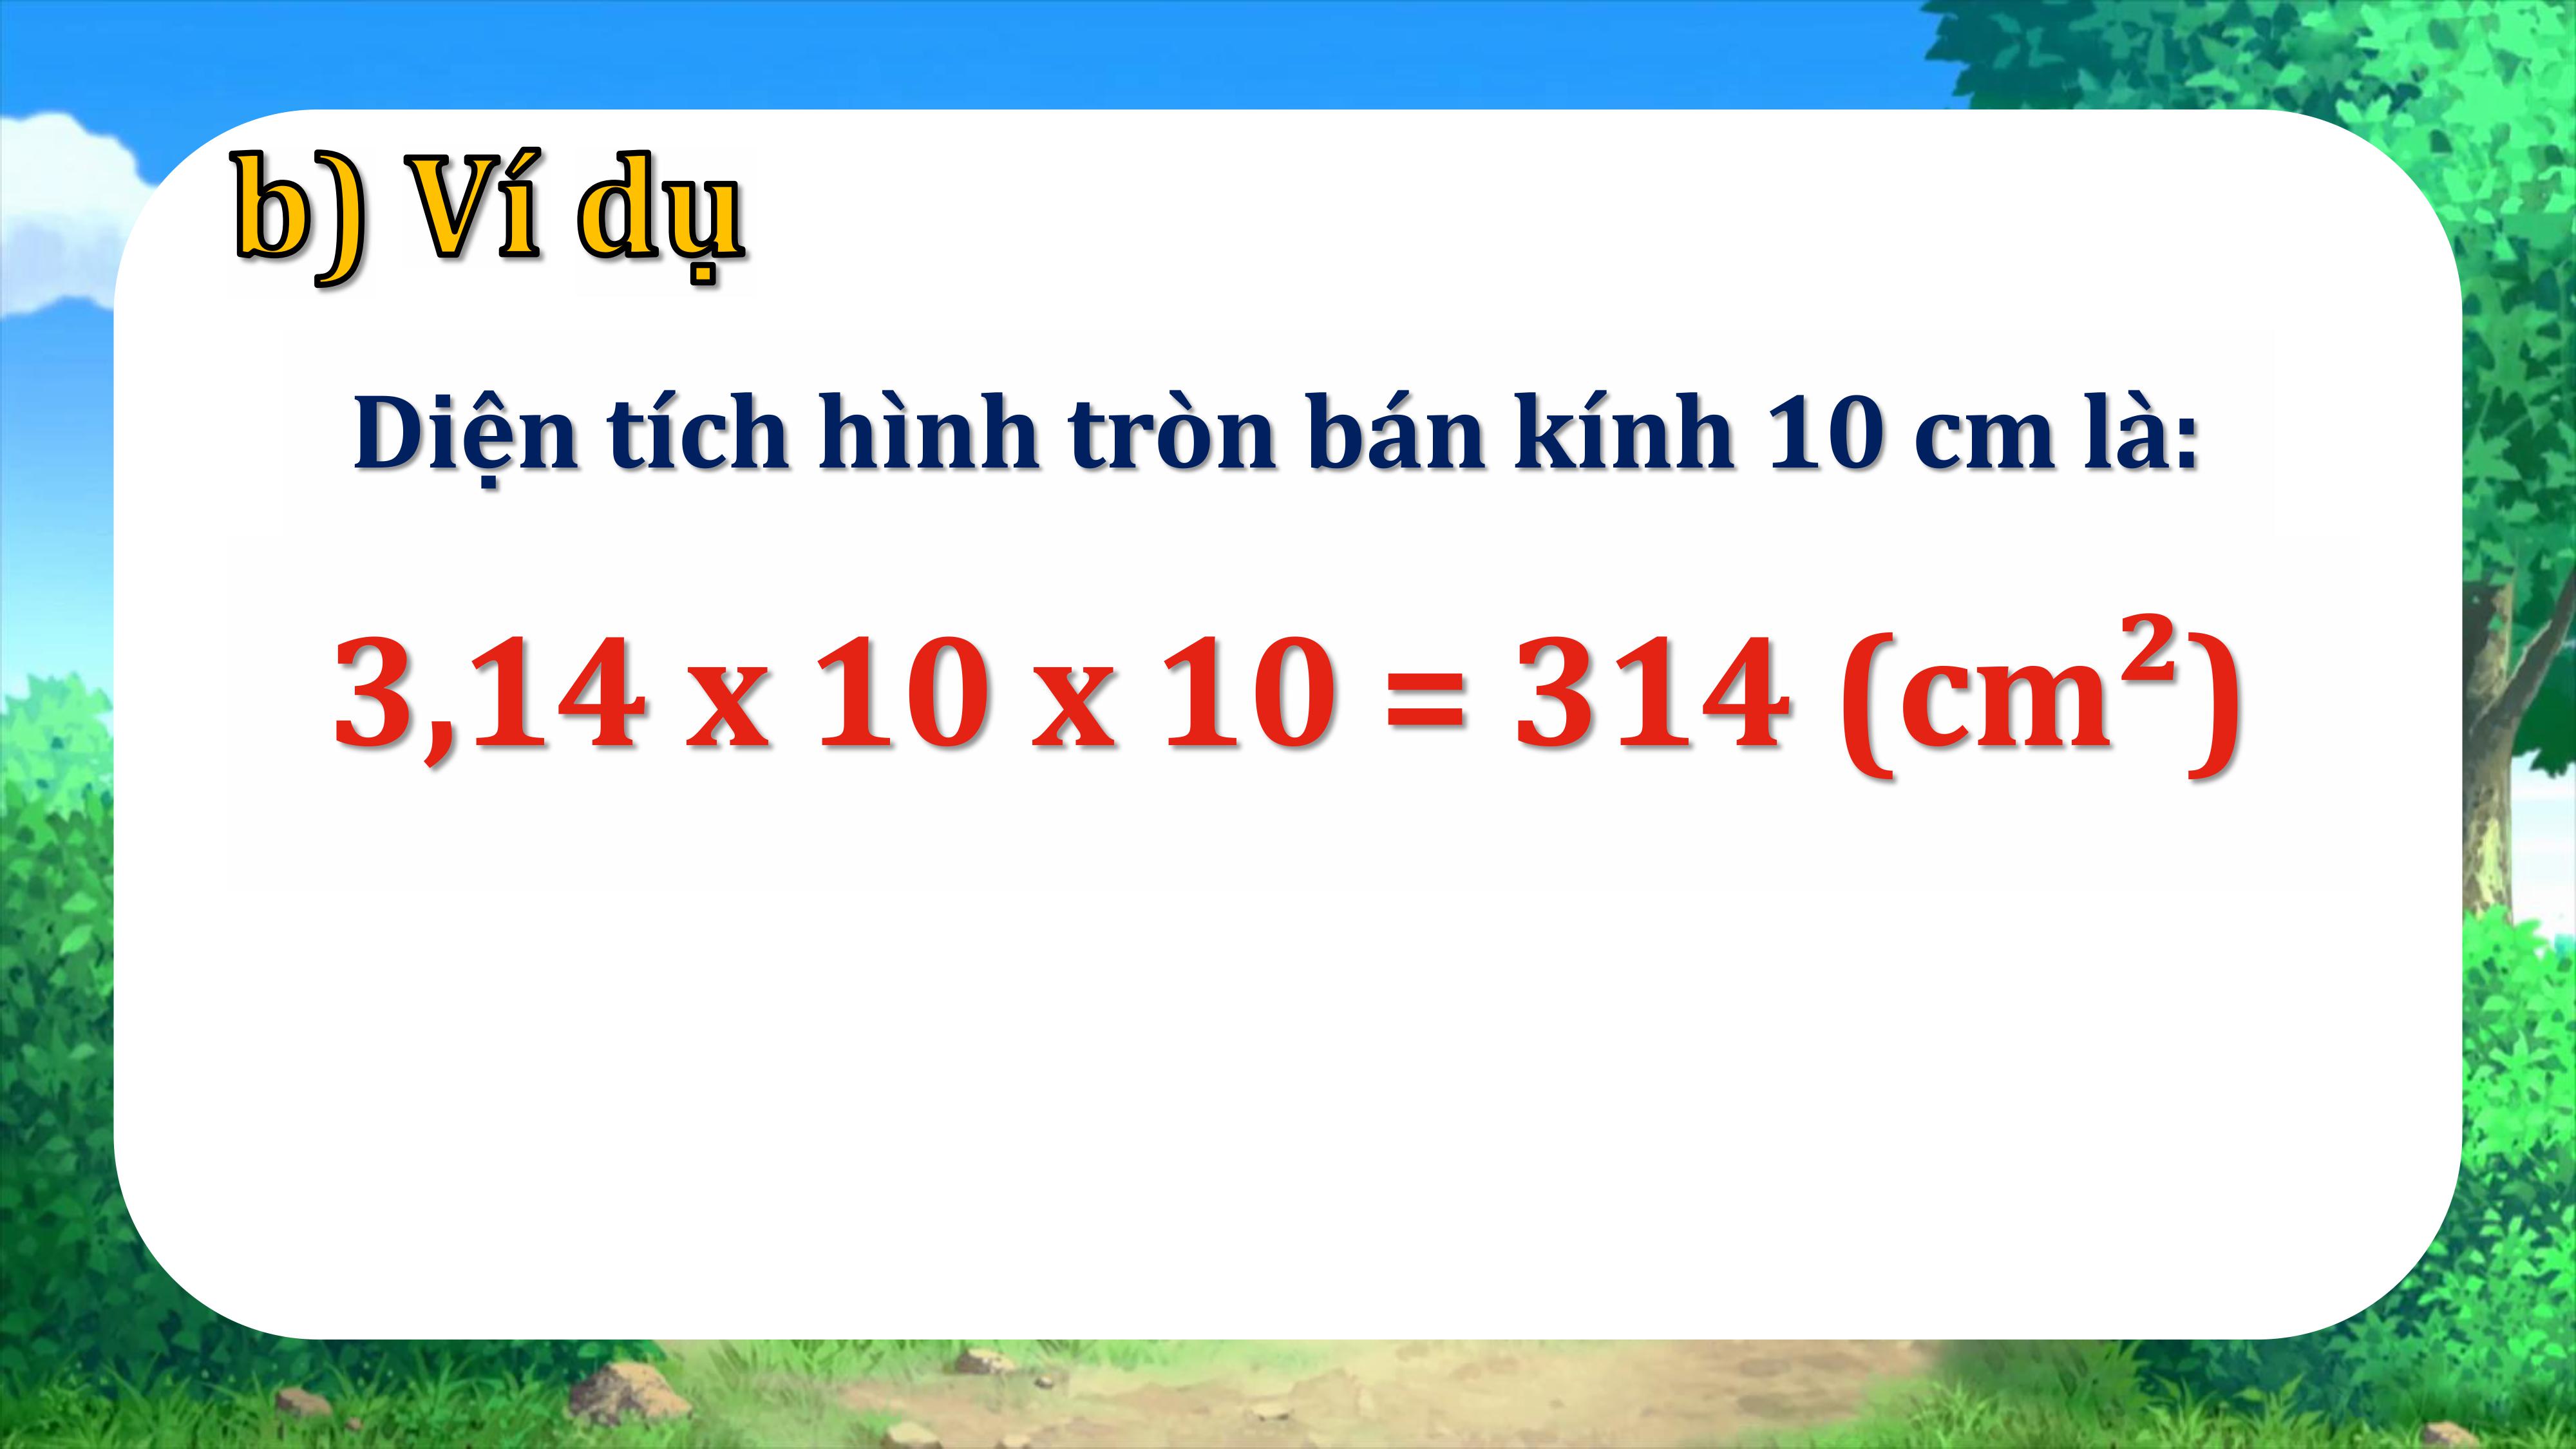 b) Ví dụ
Diện tích hình tròn bán kính 10 cm là:
3,14 x 10 x 10 = 314 (cm²)